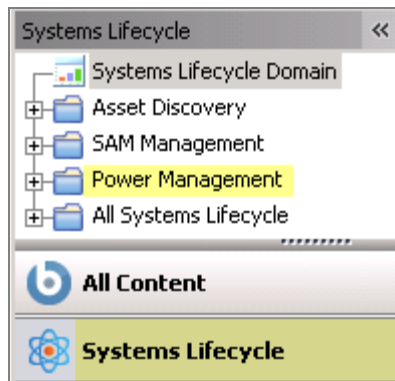 Systems Lifecycle
Systems Lifecycle Domain
Asset Discovery
SAM Management
Power Management
All Systems Lifecycle
All Content
Systems Lifecycle